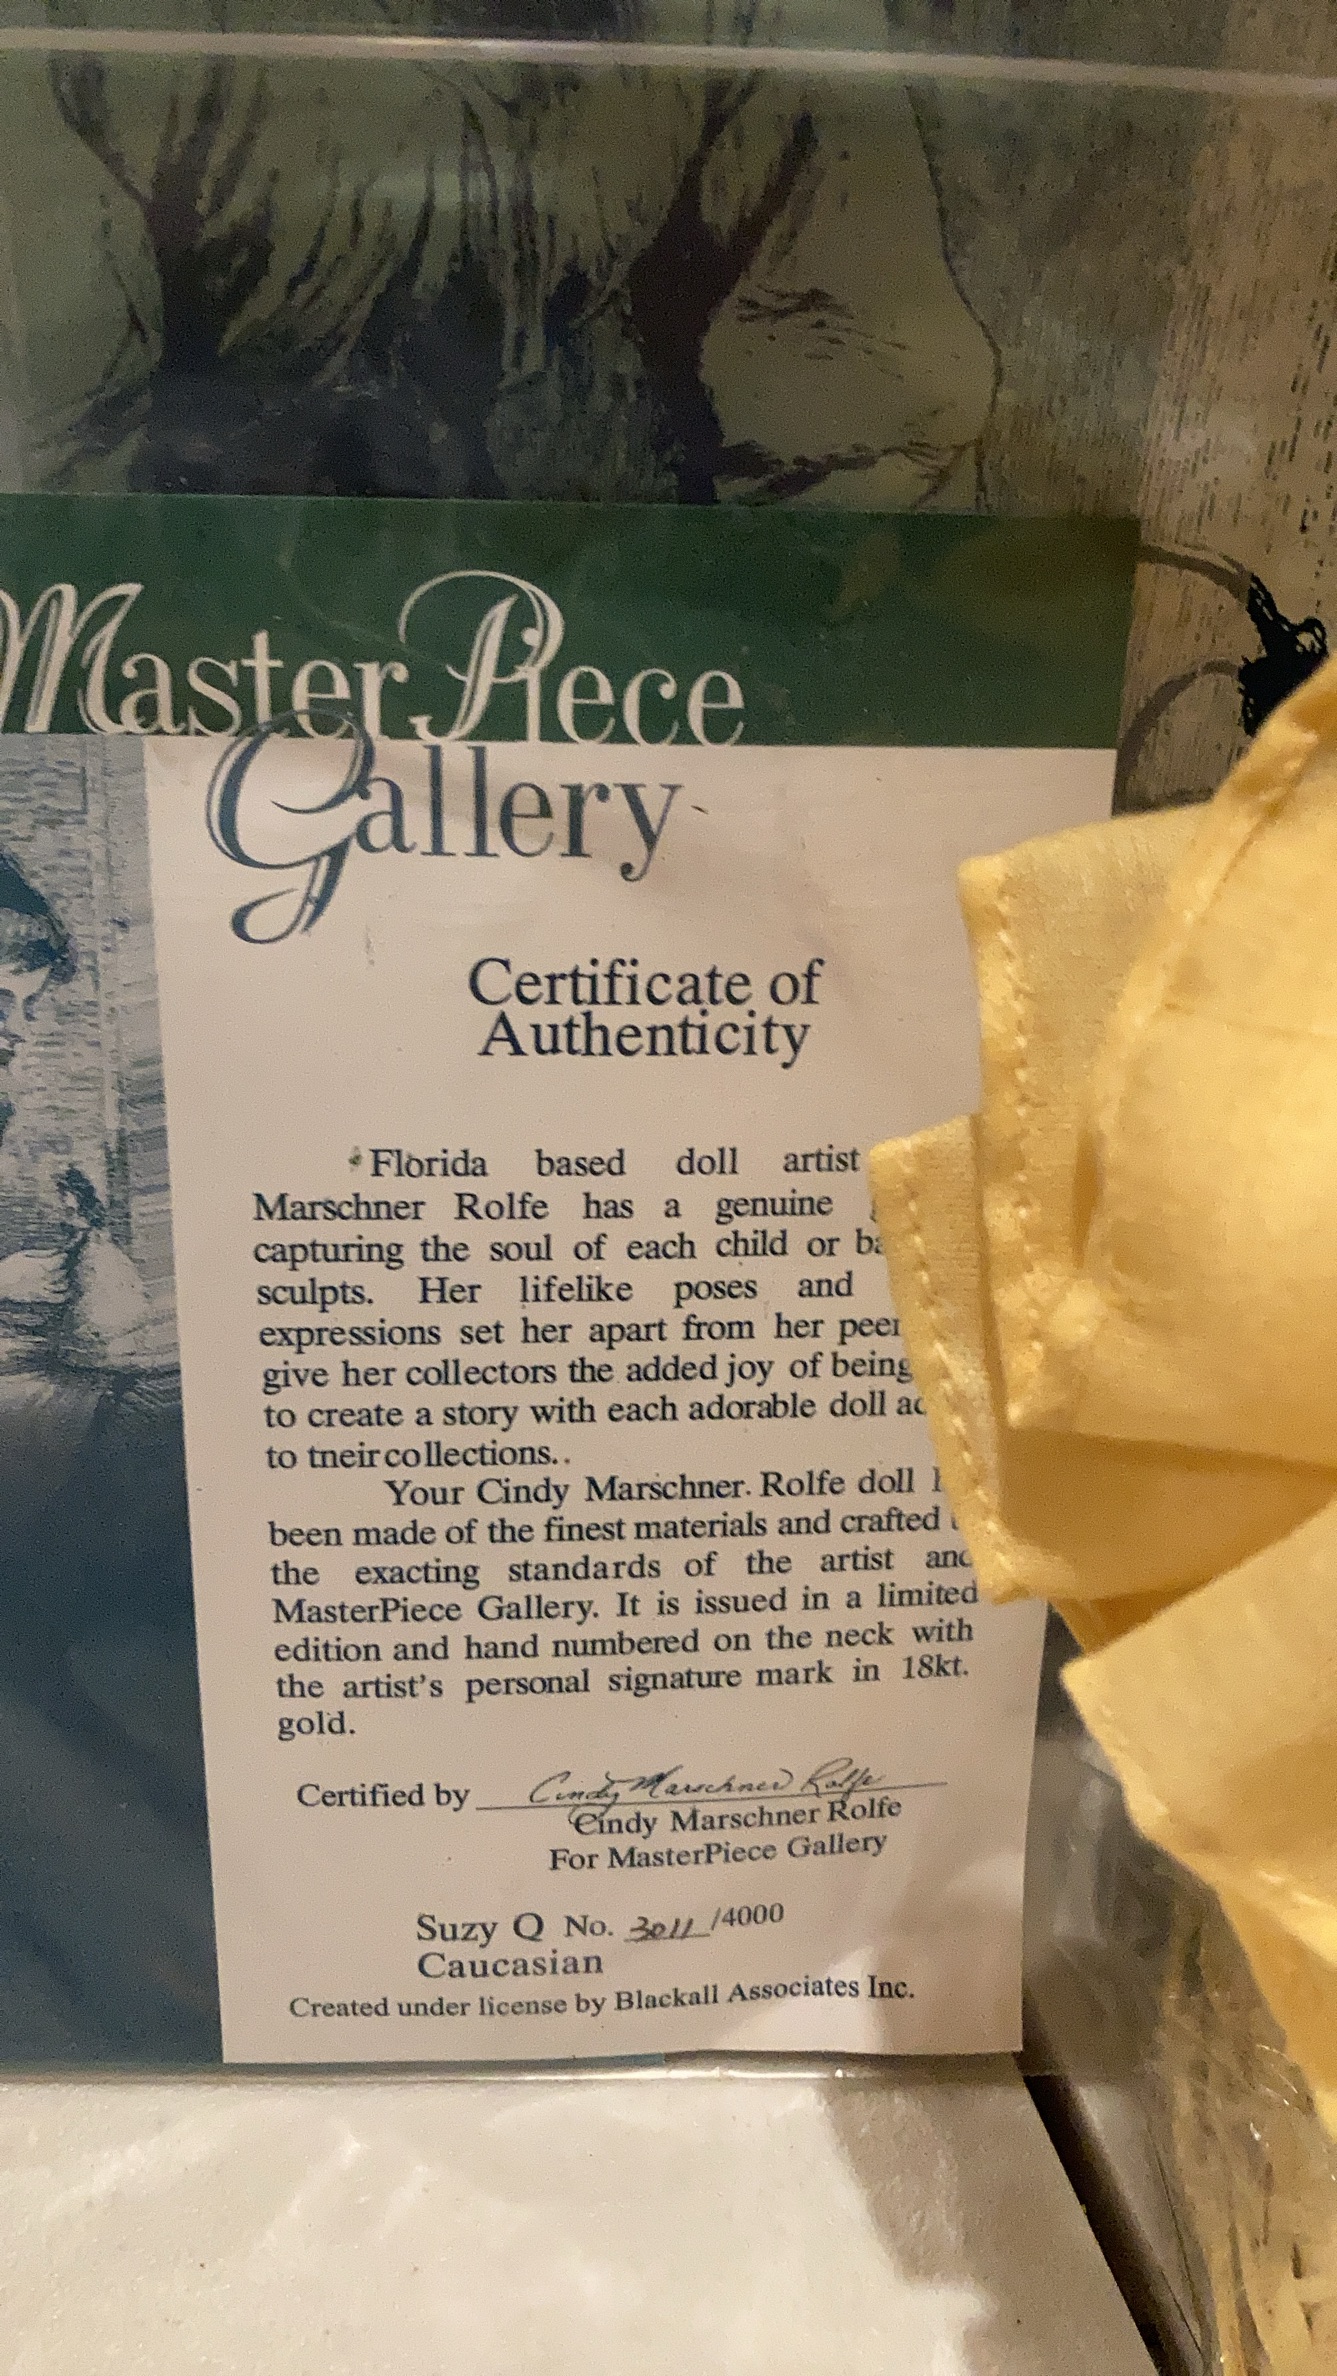 MasterPiece
Gallery
Certificate of
Authenticity
Florida based doll artist
Marschner Rolfe has a genuine
capturing the soul of each child or
sculpts. Her lifelike poses and
expressions set her apart from her
give her collectors the added joy of being
to create a story with each adorable doll
to tneir collections..
Your Cindy Marschner. Rolfe doll
been made of the finest materials and crafted
the exacting standards of the artist and
MasterPiece Gallery. It is issued in a limited
edition and hand numbered on the neck with
the artist's personal signature mark in 18kt.
gold.
Certified by Cindy Marschner Rolfe
Cindy Marschner Rolfe
For MasterPiece Gallery
Suzy Q No. 3011/4000
Caucasian
Created under license by Blackall Associates Inc.